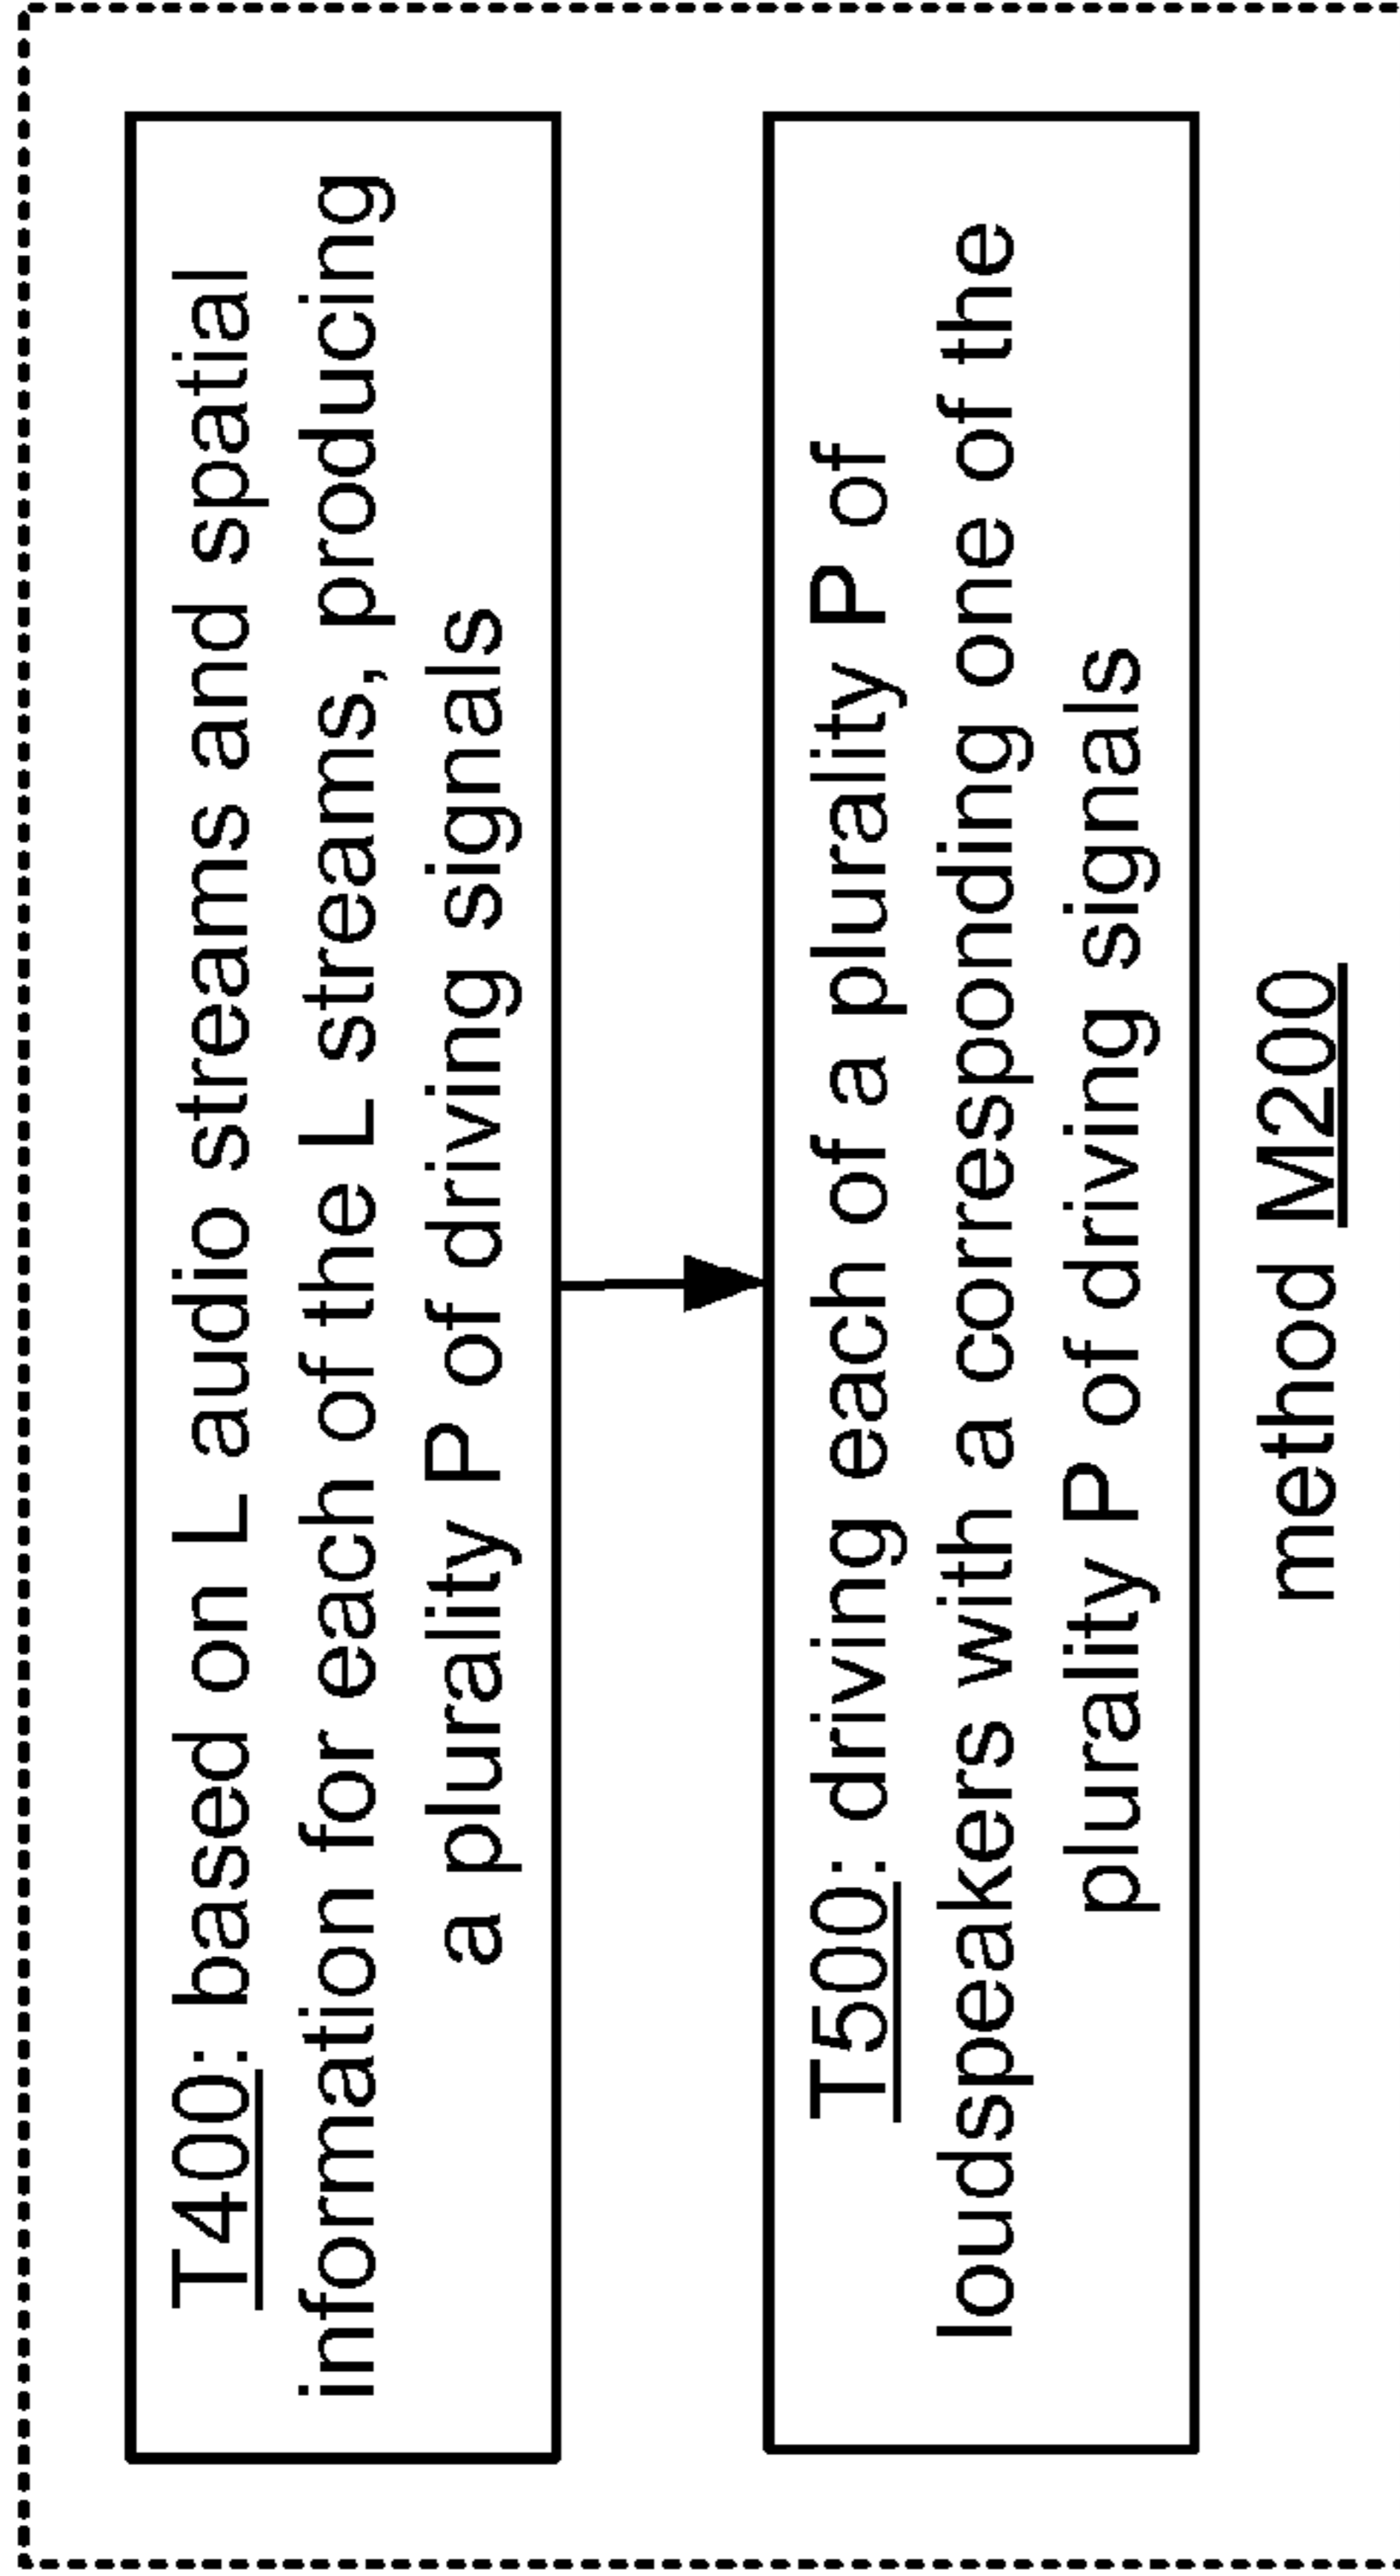 T400: based on L audio streams and spatial
information for each of the L streams, producing
a plurality P of driving signals
T500: driving each of a plurality P of
loudspeakers with a corresponding one of the
plurality P of driving signals
method M200